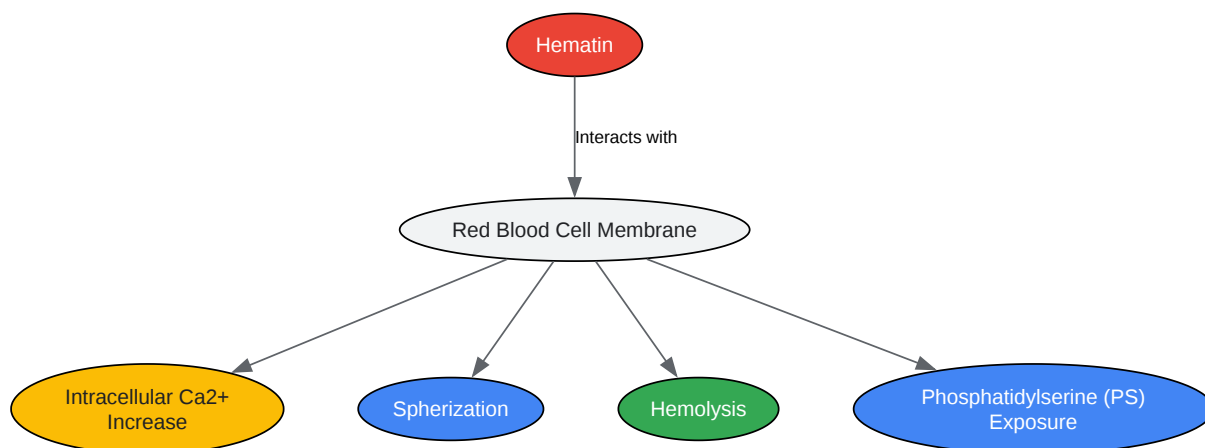 Hematin
Interacts with
Red Blood Cell Membrane
Intracellular Ca2+
Increase
Spherization
Hemolysis
Phosphatidylserine (PS)
Exposure